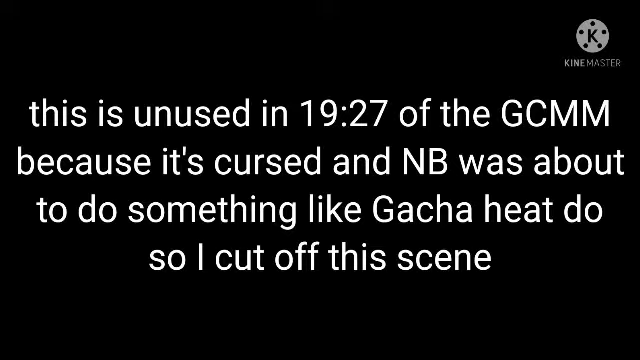 K
KINEMASTER
this is unused in 19:27 of the GCMM
because it's cursed and NB was about
to do something like Gacha heat do
so I cut off this scene